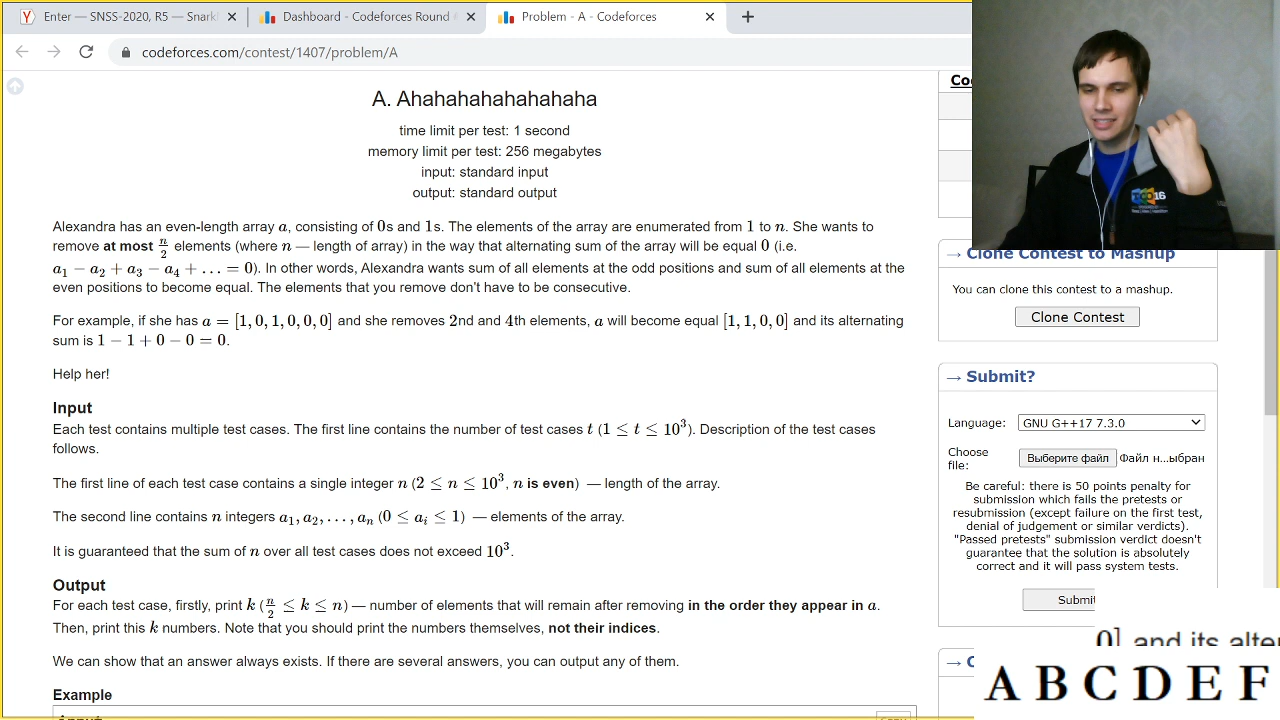 Enter — SNSS-2020, R5 — Snark
Dashboard - Codeforces Round
Problem - A - Codeforces
codeforces.com/contest/1407/problem/A
A. Ahahahahahahahaha
time limit per test: 1 second
memory limit per test: 256 megabytes
input: standard input
output: standard output
Alexandra has an even-length array a, consisting of 0s and 1s. The elements of the array are enumerated from 1 to n. She wants to
remove at most n/2 elements (where n — length of array) in the way that alternating sum of the array will be equal 0 (i.e.
a₁ − a₂ + a₃ − a₄ + … = 0). In other words, Alexandra wants sum of all elements at the odd positions and sum of all elements at the
even positions to become equal. The elements that you remove don't have to be consecutive.
For example, if she has a = [1, 0, 1, 0, 0, 0] and she removes 2nd and 4th elements, a will become equal [1, 1, 0, 0] and its alternating
sum is 1 − 1 + 0 − 0 = 0.
Help her!
Input
Each test contains multiple test cases. The first line contains the number of test cases t (1 ≤ t ≤ 10³). Description of the test cases
follows.
The first line of each test case contains a single integer n (2 ≤ n ≤ 10³, n is even) — length of the array.
The second line contains n integers a₁, a₂, …, aₙ (0 ≤ aᵢ ≤ 1) — elements of the array.
It is guaranteed that the sum of n over all test cases does not exceed 10³.
Output
For each test case, firstly, print k (n/2 ≤ k ≤ n) — number of elements that will remain after removing in the order they appear in a.
Then, print this k numbers. Note that you should print the numbers themselves, not their indices.
We can show that an answer always exists. If there are several answers, you can output any of them.
Example
Co
→ Clone Contest to Mashup
You can clone this contest to a mashup.
Clone Contest
→ Submit?
Language: GNU G++17 7.3.0
Choose
file: Выберите файл Файл н...ыбран
Be careful: there is 50 points penalty for
submission which fails the pretests or
resubmission (except failure on the first test,
denial of judgement or similar verdicts).
"Passed pretests" submission verdict doesn't
guarantee that the solution is absolutely
correct and it will pass system tests.
Submit
0] and its alter
→ C
A B C D E F
16